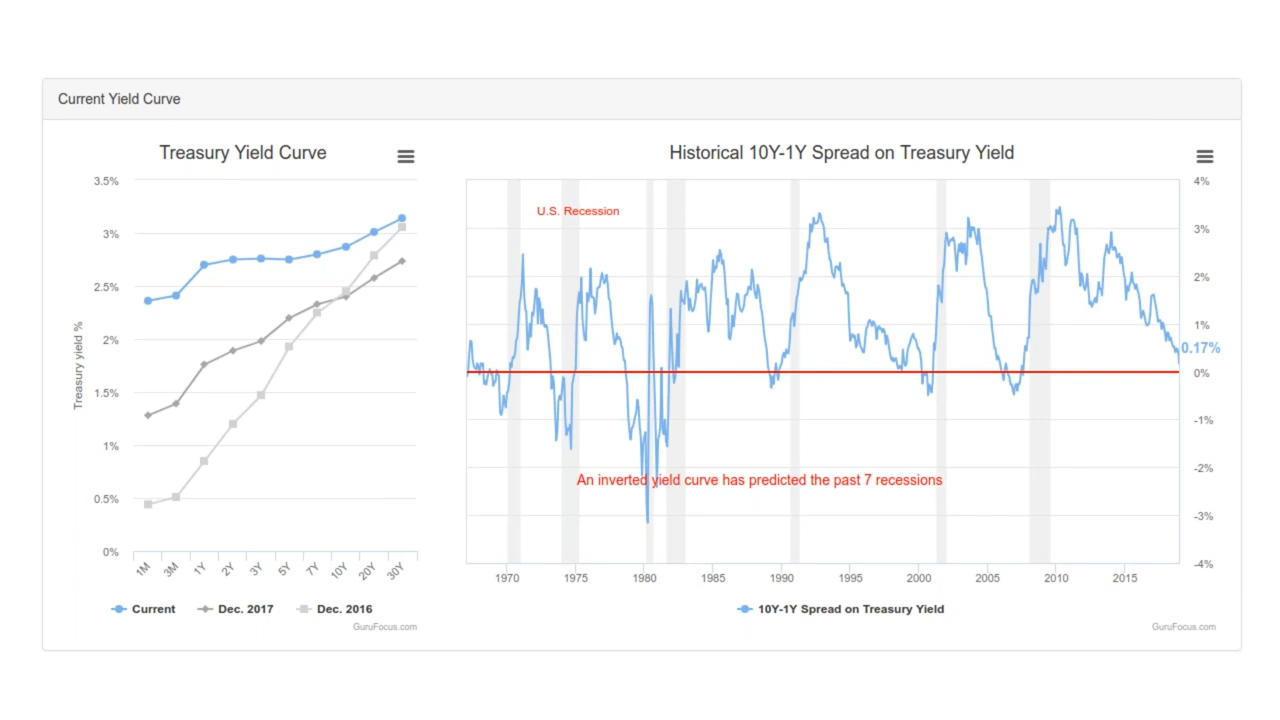 Current Yield Curve
Treasury Yield Curve
3.5%
3%
2.5%
2%
1.5%
1%
0.5%
0%
Treasury yield %
1M 3M 1Y 2Y 3Y 5Y 7Y 10Y 20Y 30Y
Current Dec. 2017 Dec. 2016
GuruFocus.com
Historical 10Y-1Y Spread on Treasury Yield
U.S. Recession
An inverted yield curve has predicted the past 7 recessions
4%
3%
2%
1%
0.17%
0%
-1%
-2%
-3%
-4%
1970 1975 1980 1985 1990 1995 2000 2005 2010 2015
10Y-1Y Spread on Treasury Yield
GuruFocus.com